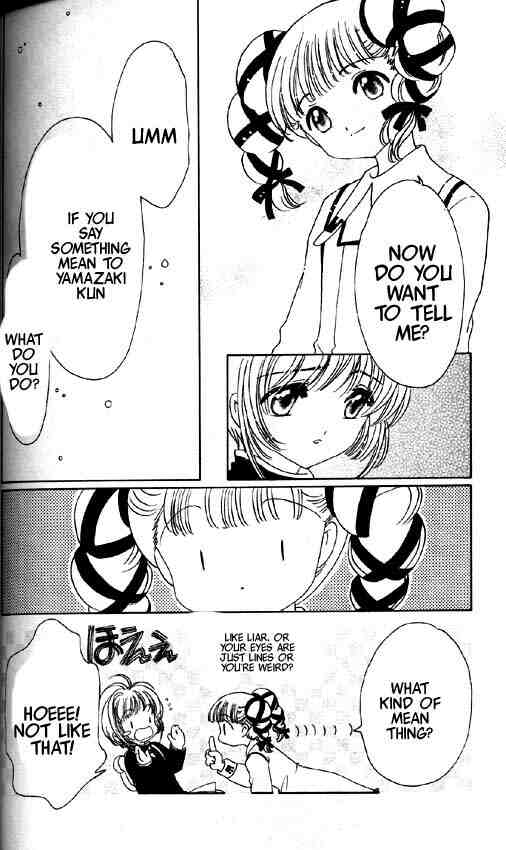 NOW
DO YOU
WANT
TO TELL
ME?
UMM
IF YOU
SAY
SOMETHING
MEAN TO
YAMAZAKI
KUN
WHAT
DO
YOU
DO?
WHAT
KIND OF
MEAN
THING?
LIKE LIAR. OR
YOUR EYES ARE
JUST LINES OR
YOU'RE WEIRD?
ほえぇ
HOEEE!
NOT LIKE
THAT!